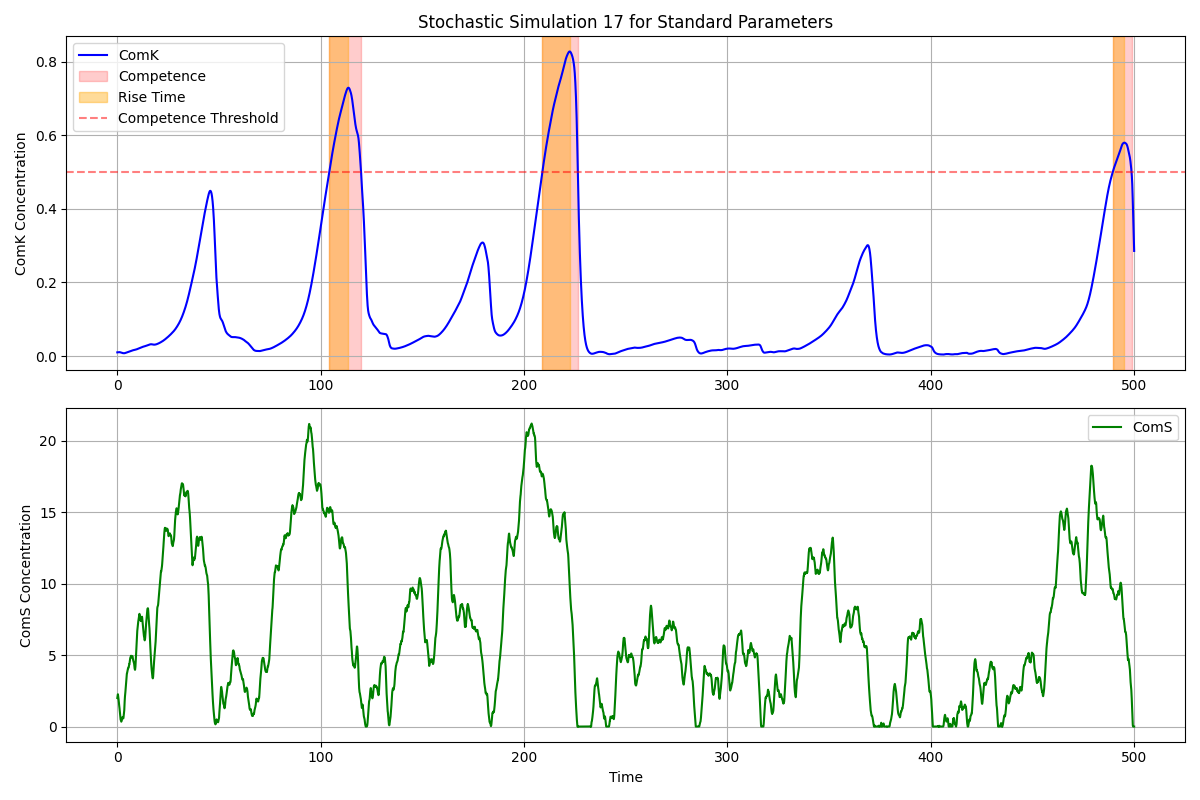 Stochastic Simulation 17 for Standard Parameters
ComK
Competence
Rise Time
Competence Threshold
ComK Concentration
0.8
0.6
0.4
0.2
0.0
0 100 200 300 400 500
ComS
ComS Concentration
20
15
10
5
0
0 100 200 300 400 500
Time